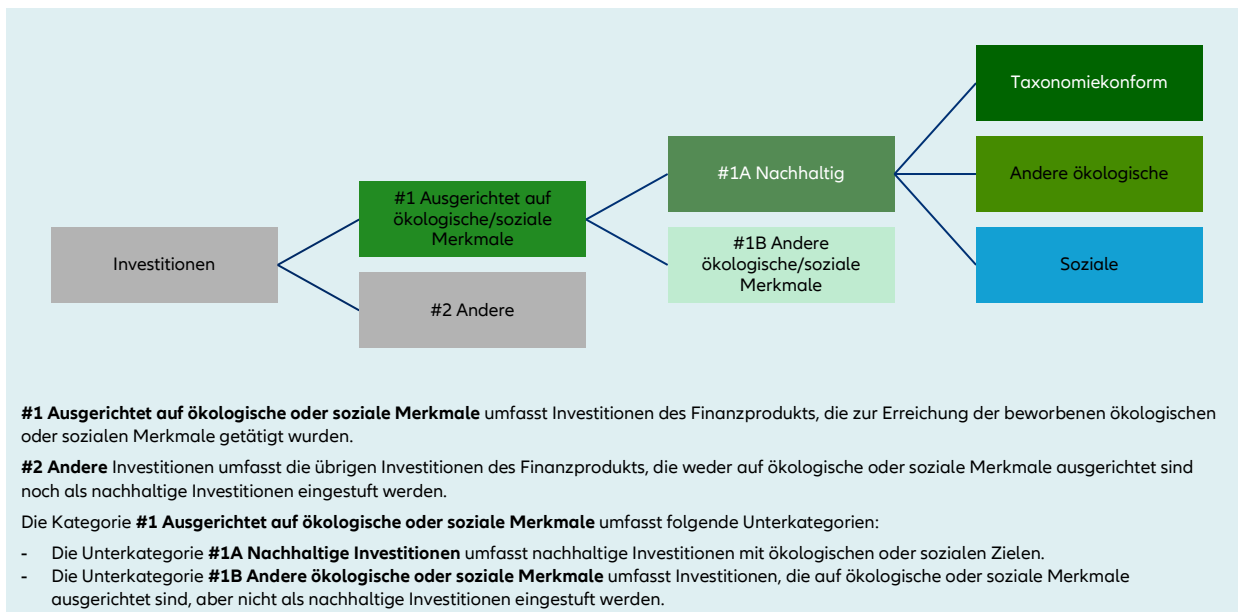 Taxonomiekonform
#1A Nachhaltig
Andere ökologische
#1 Ausgerichtet auf
ökologische/soziale
Merkmale
#1B Andere
ökologische/soziale
Merkmale
Investitionen
Soziale
#2 Andere
#1 Ausgerichtet auf ökologische oder soziale Merkmale umfasst Investitionen des Finanzprodukts, die zur Erreichung der beworbenen ökologischen
oder sozialen Merkmale getätigt wurden.
#2 Andere Investitionen umfasst die übrigen Investitionen des Finanzprodukts, die weder auf ökologische oder soziale Merkmale ausgerichtet sind
noch als nachhaltige Investitionen eingestuft werden.
Die Kategorie #1 Ausgerichtet auf ökologische oder soziale Merkmale umfasst folgende Unterkategorien:
- Die Unterkategorie #1A Nachhaltige Investitionen umfasst nachhaltige Investitionen mit ökologischen oder sozialen Zielen.
- Die Unterkategorie #1B Andere ökologische oder soziale Merkmale umfasst Investitionen, die auf ökologische oder soziale Merkmale
ausgerichtet sind, aber nicht als nachhaltige Investitionen eingestuft werden.